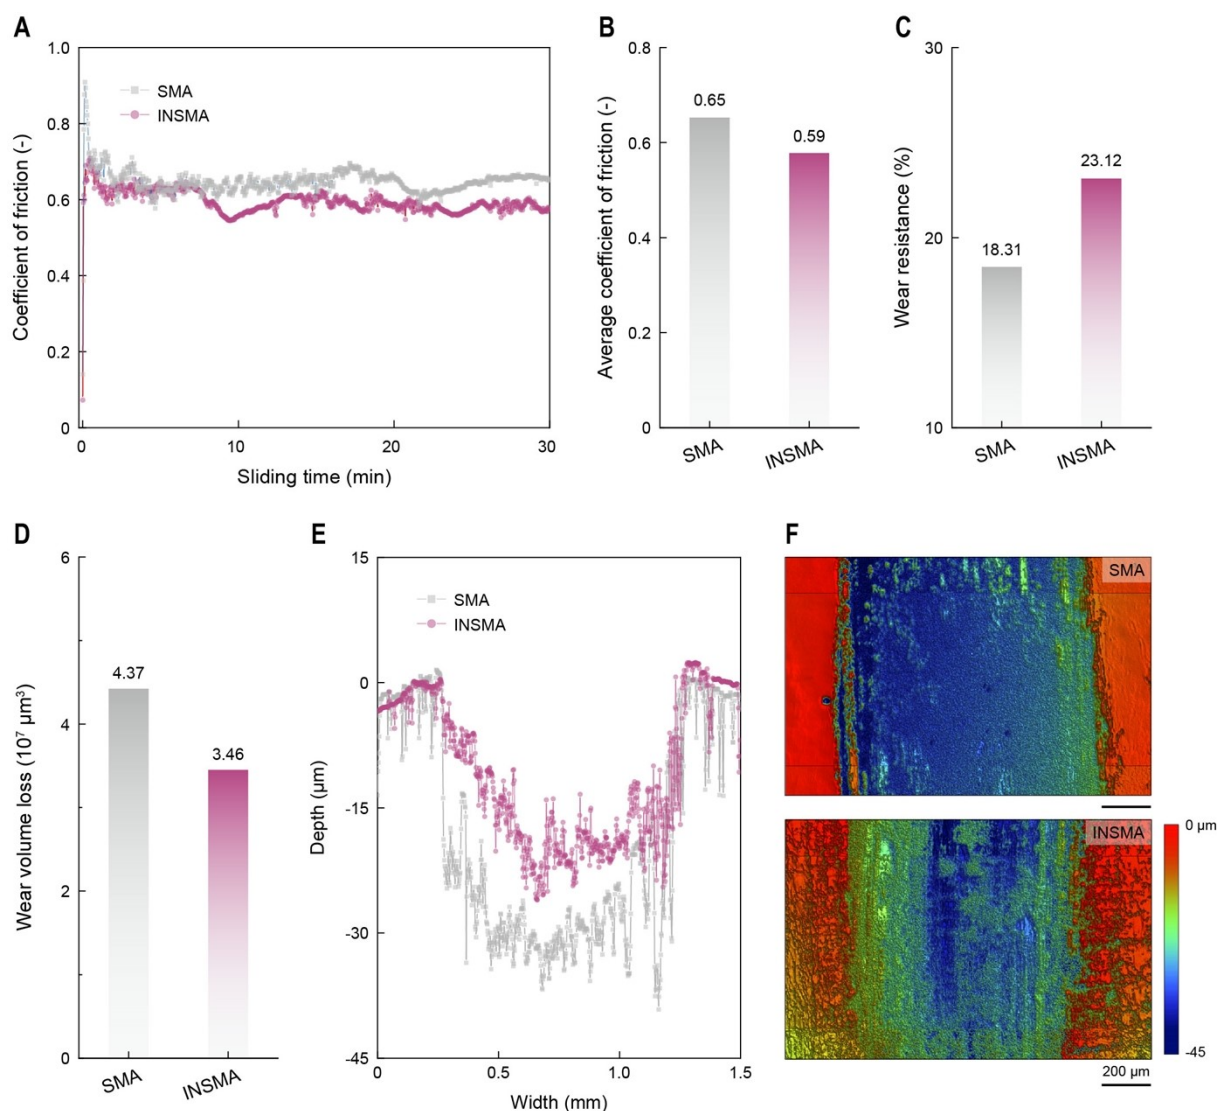 A
Coefficient of friction (-)
1.0
0.8
0.6
0.4
0.2
0
SMA
INSMA
0
10
20
30
Sliding time (min)
B
Average coefficient of friction (-)
0.8
0.6
0.4
0.2
0
0.65
0.59
SMA
INSMA
C
Wear resistance (%)
30
20
10
18.31
23.12
SMA
INSMA
D
Wear volume loss (10⁷ µm³)
6
4
2
0
4.37
3.46
SMA
INSMA
E
Depth (µm)
15
0
-15
-30
-45
SMA
INSMA
0
0.5
1.0
1.5
Width (mm)
F
SMA
INSMA
0 µm
-45
200 µm